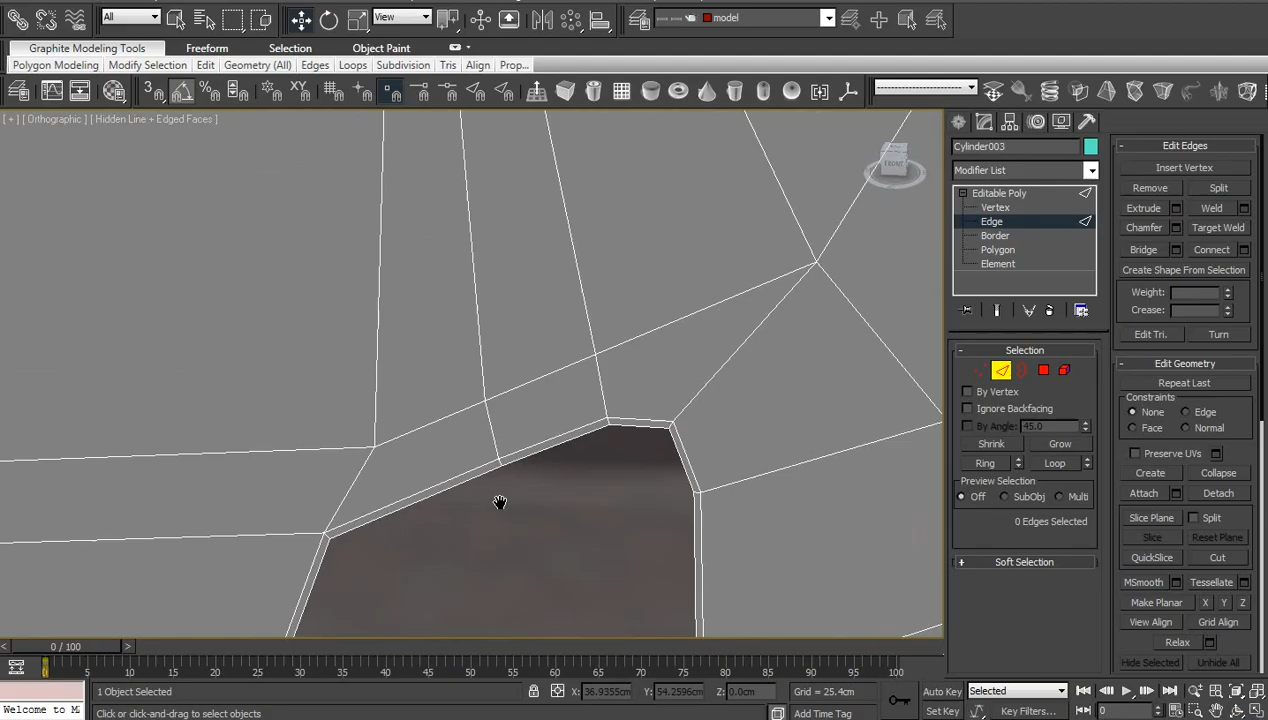 All
View
model
Graphite Modeling Tools
Freeform
Selection
Object Paint
Polygon Modeling
Modify Selection
Edit
Geometry (All)
Edges
Loops
Subdivision
Tris
Align
Prop...
3
%
XY
[ + ] [ Orthographic ] [ Hidden Line + Edged Faces ]
FRONT
Cylinder003
Modifier List
Editable Poly
Vertex
Edge
Border
Polygon
Element
Selection
By Vertex
Ignore Backfacing
By Angle: 45.0
Shrink Grow
Ring Loop
Preview Selection
Off SubObj Multi
0 Edges Selected
Soft Selection
Edit Edges
Insert Vertex
Remove Split
Extrude Weld
Chamfer Target Weld
Bridge Connect
Create Shape From Selection
Weight:
Crease:
Edit Tri. Turn
Edit Geometry
Repeat Last
Constraints
None Edge
Face Normal
Preserve UVs
Create Collapse
Attach Detach
Slice Plane Split
Slice Reset Plane
QuickSlice Cut
MSmooth Tessellate
Make Planar X Y Z
View Align Grid Align
Relax
Hide Selected Unhide All
0 / 100
0 5 10 15 20 25 30 35 40 45 50 55 60 65 70 75 80 85 90 95 100
1 Object Selected
X: 36.9355cm Y: 54.2596cm Z: 0.0cm
Grid = 25.4cm
Auto Key
Selected
Welcome to M
Click or click-and-drag to select objects
Add Time Tag
Set Key
Key Filters...
0